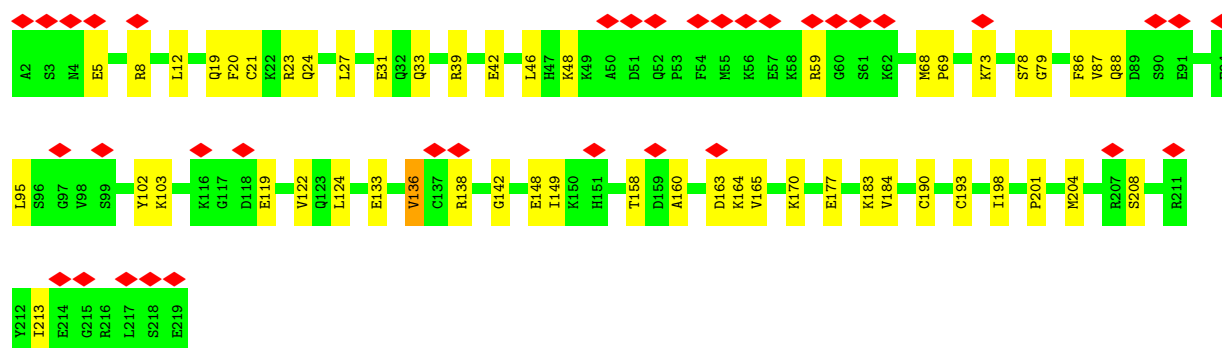 A2 S3 N4 E5 R8 L12 Q19 F20 C21 K22 R23 Q24 L27 E31 Q32 Q33 R39 E42 L46 H47 K48 K49 A50 D51 Q52 P53 F54 M55 K56 E57 K58 R59 G60 S61 K62 M68 P69 K73 S78 G79 F86 V87 Q88 D89 S90 E91
L95 S96 G97 V98 S99 Y102 K103 K116 G117 D118 E119 V122 Q123 L124 E133 V136 C137 R138 G142 E148 I149 K150 H151 T158 D159 A160 D163 K164 V165 K170 E177 K183 V184 C190 C193 I198 P201 M204 R207 S208 R211
Y212 I213 E214 G215 R216 L217 S218 E219